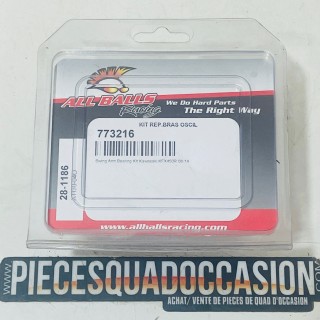 ALL BALLS
Racing
We Do Hard Parts
The Right Way
KIT REP.BRAS OSCIL
773216
28-1186
www.allballsracing.com
PIECESQUADOCCASION
ACHAT/ VENTE DE PIECES DE QUAD D'OCCASION